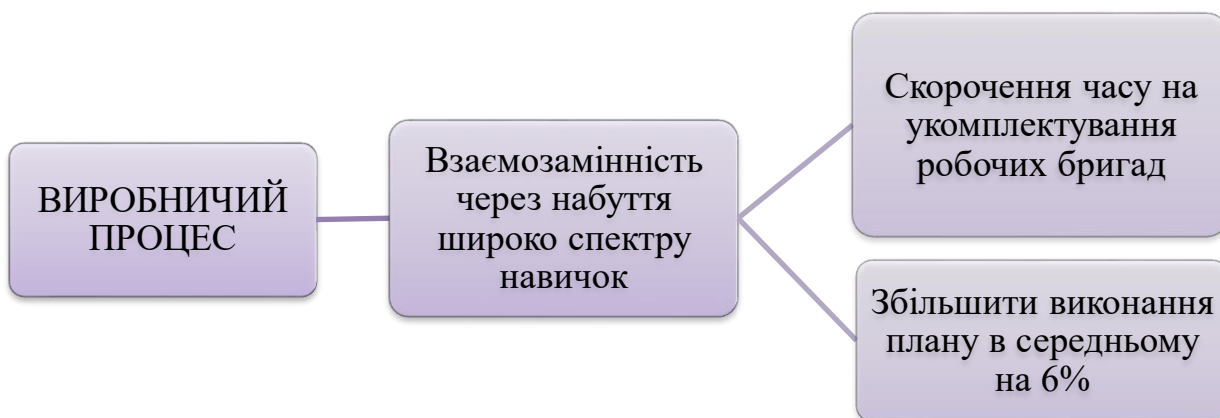 ВИРОБНИЧИЙ
ПРОЦЕС
Взаємозамінність
через набуття
широко спектру
навичок
Скорочення часу на
укомплектування
робочих бригад
Збільшити виконання
плану в середньому
на 6%